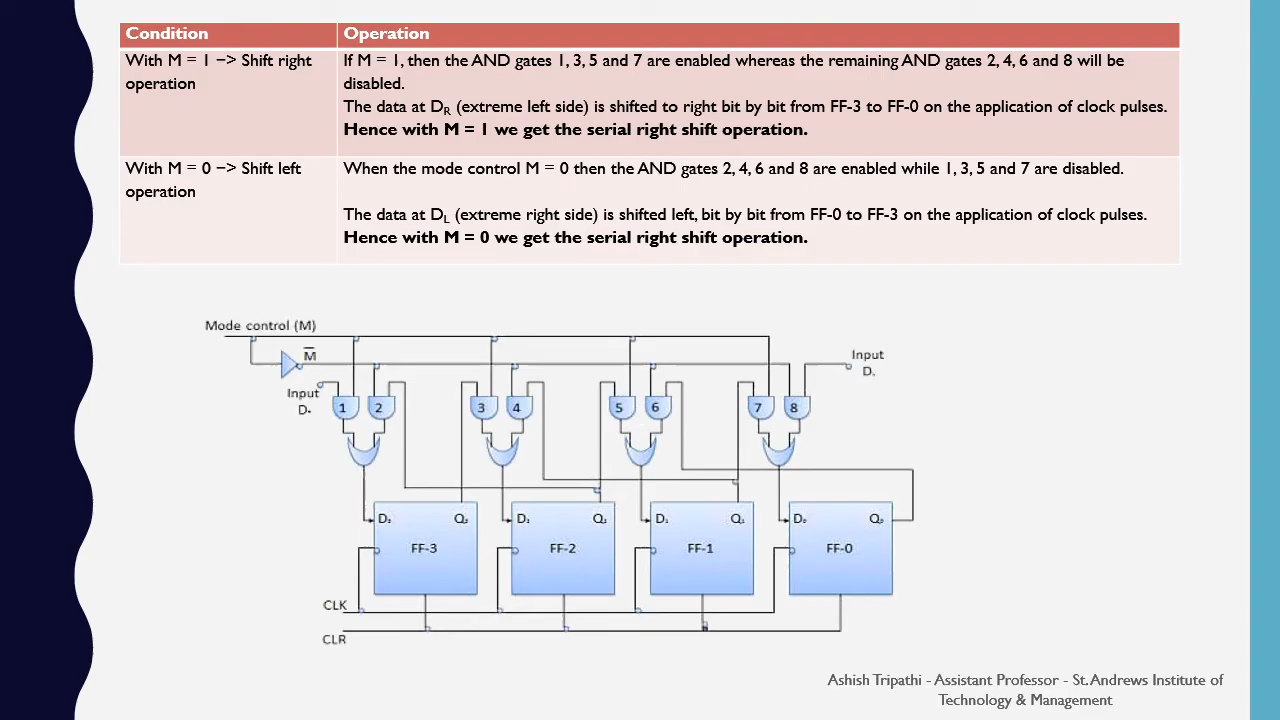 Condition
Operation
With M = 1 −> Shift right
operation
If M = 1, then the AND gates 1, 3, 5 and 7 are enabled whereas the remaining AND gates 2, 4, 6 and 8 will be
disabled.
The data at DR (extreme left side) is shifted to right bit by bit from FF-3 to FF-0 on the application of clock pulses.
Hence with M = 1 we get the serial right shift operation.
With M = 0 −> Shift left
operation
When the mode control M = 0 then the AND gates 2, 4, 6 and 8 are enabled while 1, 3, 5 and 7 are disabled.
The data at DL (extreme right side) is shifted left, bit by bit from FF-0 to FF-3 on the application of clock pulses.
Hence with M = 0 we get the serial right shift operation.
Mode control (M)
M
Input
D
Input
D
1 2 3 4 5 6 7 8
D Q D Q D Q D Q
FF-3 FF-2 FF-1 FF-0
CLK
CLR
Ashish Tripathi - Assistant Professor - St. Andrews Institute of
Technology & Management